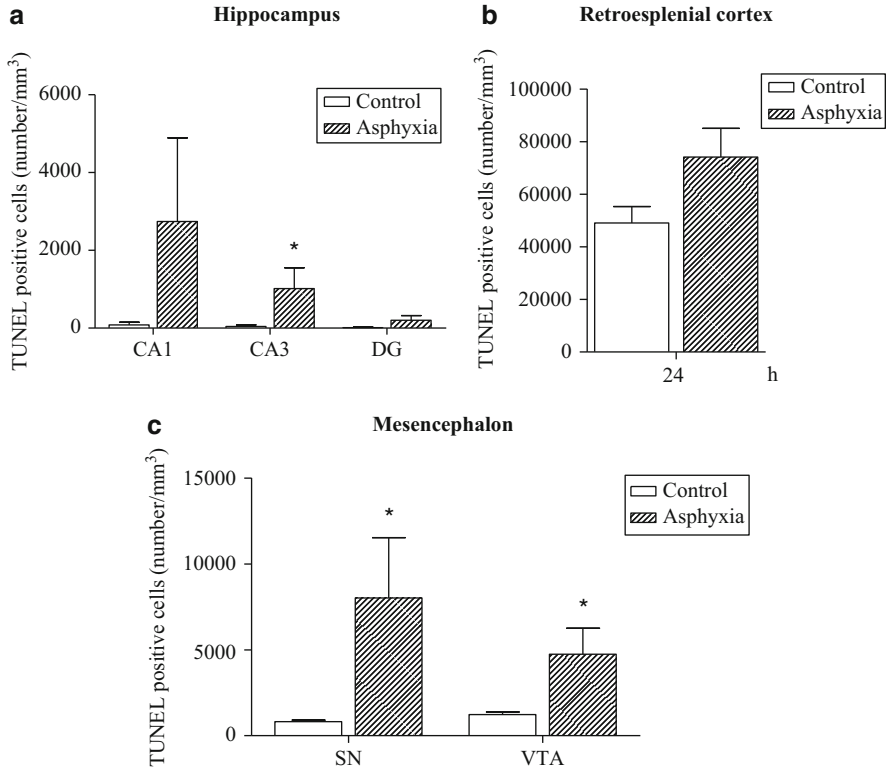 a
Hippocampus
TUNEL positive cells (number/mm³)
6000
4000
2000
0
Control
Asphyxia
*
CA1 CA3 DG
b
Retroesplenial cortex
TUNEL positive cells (number/mm³)
100000
80000
60000
40000
20000
0
Control
Asphyxia
24 h
c
Mesencephalon
TUNEL positive cells (number/mm³)
15000
10000
5000
0
Control
Asphyxia
*
*
SN VTA